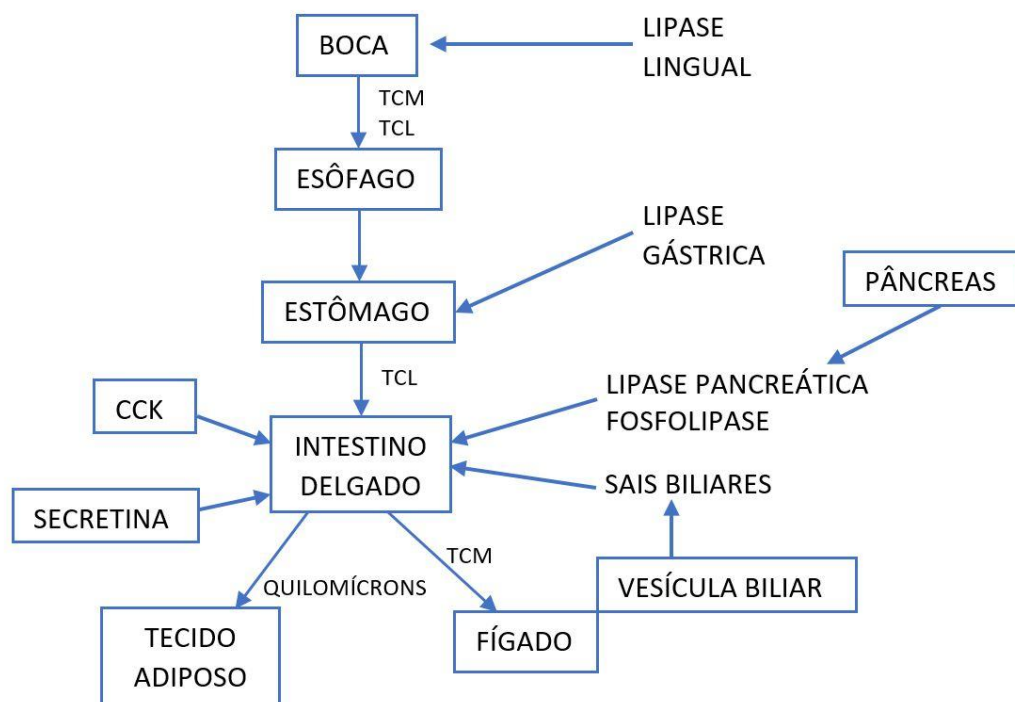 BOCA
LIPASE
LINGUAL
TCM
TCL
ESÔFAGO
LIPASE
GÁSTRICA
PÂNCREAS
ESTÔMAGO
TCL
LIPASE PANCREÁTICA
FOSFOLIPASE
CCK
INTESTINO
DELGADO
SAIS BILIARES
SECRETINA
TCM
QUILOMÍCRONS
VESÍCULA BILIAR
TECIDO
ADIPOSO
FÍGADO